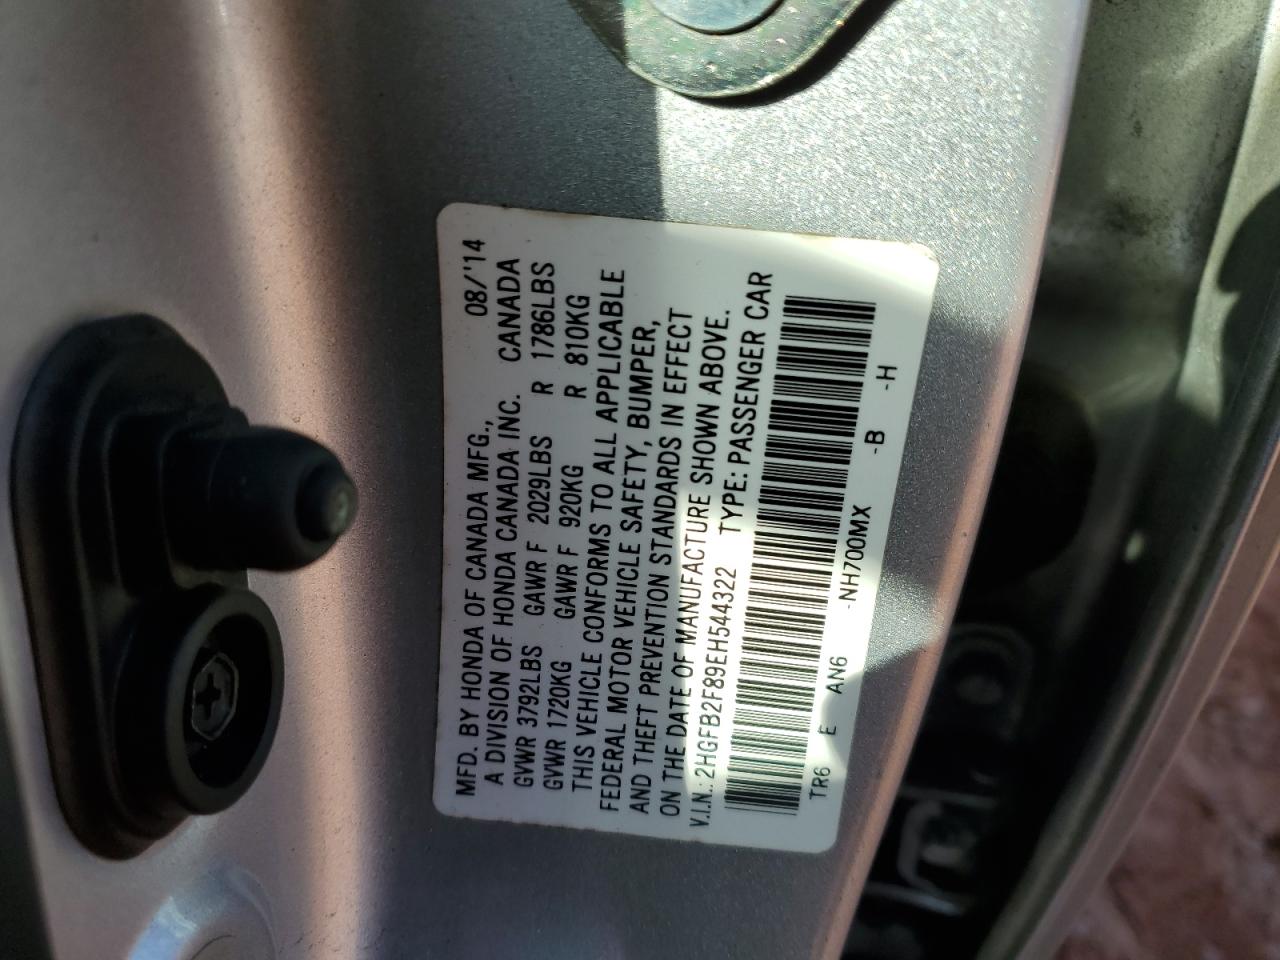 MFD. BY HONDA OF CANADA MFG., 08/'14
A DIVISION OF HONDA CANADA INC. CANADA
GVWR 3792LBS GAWR F 2029LBS R 1786LBS
GVWR 1720KG GAWR F 920KG R 810KG
THIS VEHICLE CONFORMS TO ALL APPLICABLE
FEDERAL MOTOR VEHICLE SAFETY, BUMPER,
AND THEFT PREVENTION STANDARDS IN EFFECT
ON THE DATE OF MANUFACTURE SHOWN ABOVE.
V.I.N.: 2HGFB2F89EH544322 TYPE: PASSENGER CAR
TR6 E AN6 -NH700MX -B -H